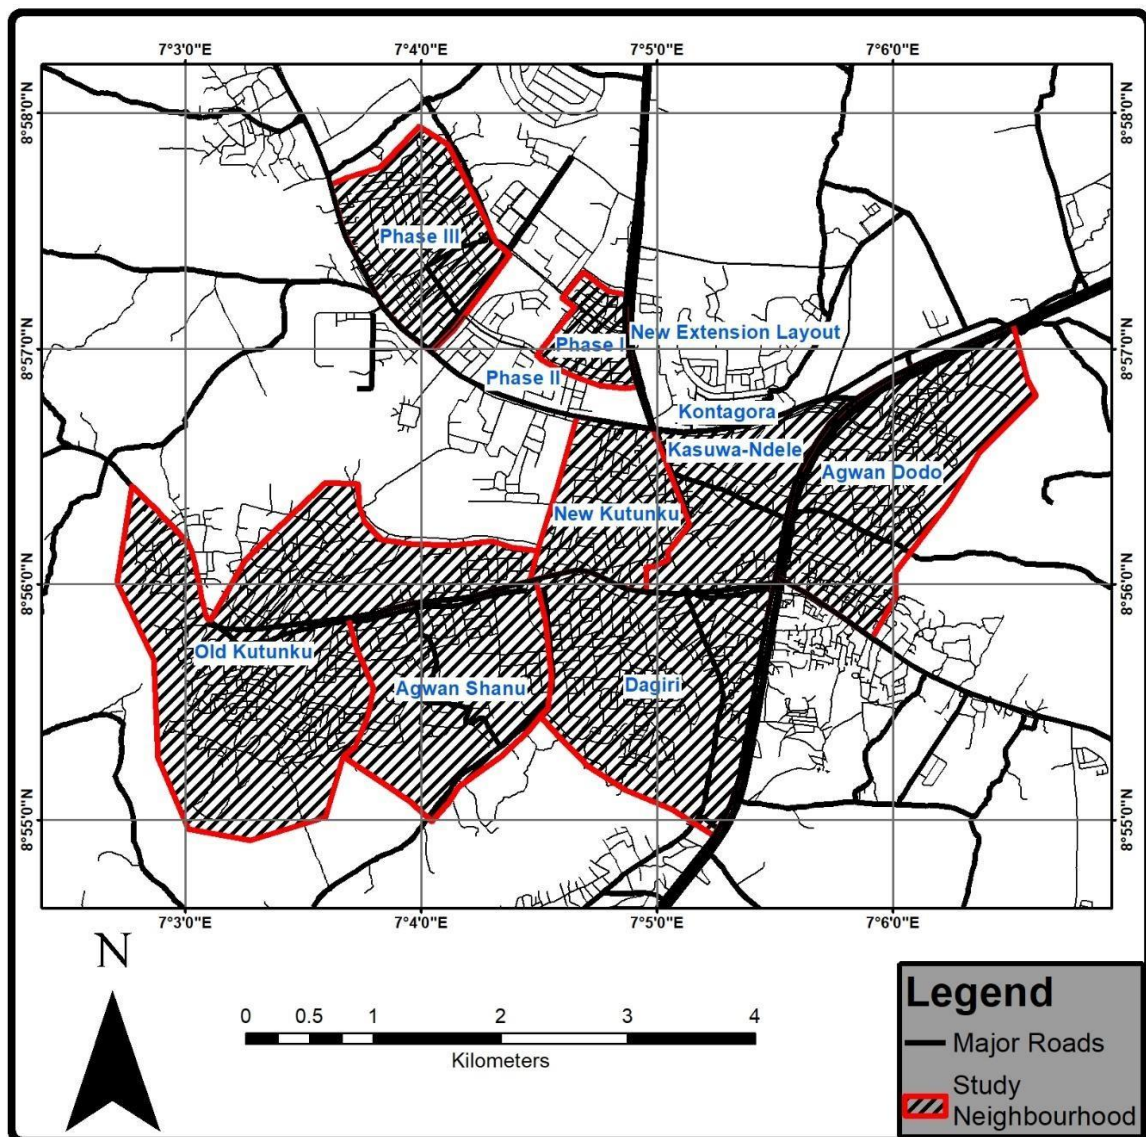 7°3'0"E
7°4'0"E
7°5'0"E
7°6'0"E
8°58'0"N
8°58'0"N
Phase III
New Extension Layout
Phase I
8°57'0"N
8°57'0"N
Phase II
Kontagora
Kasuwa-Ndele
Agwan Dodo
New Kutunku
8°56'0"N
8°56'0"N
Old Kutunku
Agwan Shanu
Dagiri
8°55'0"N
8°55'0"N
7°3'0"E
7°4'0"E
7°5'0"E
7°6'0"E
N
0 0.5 1 2 3 4
Kilometers
Legend
Major Roads
Study
Neighbourhood